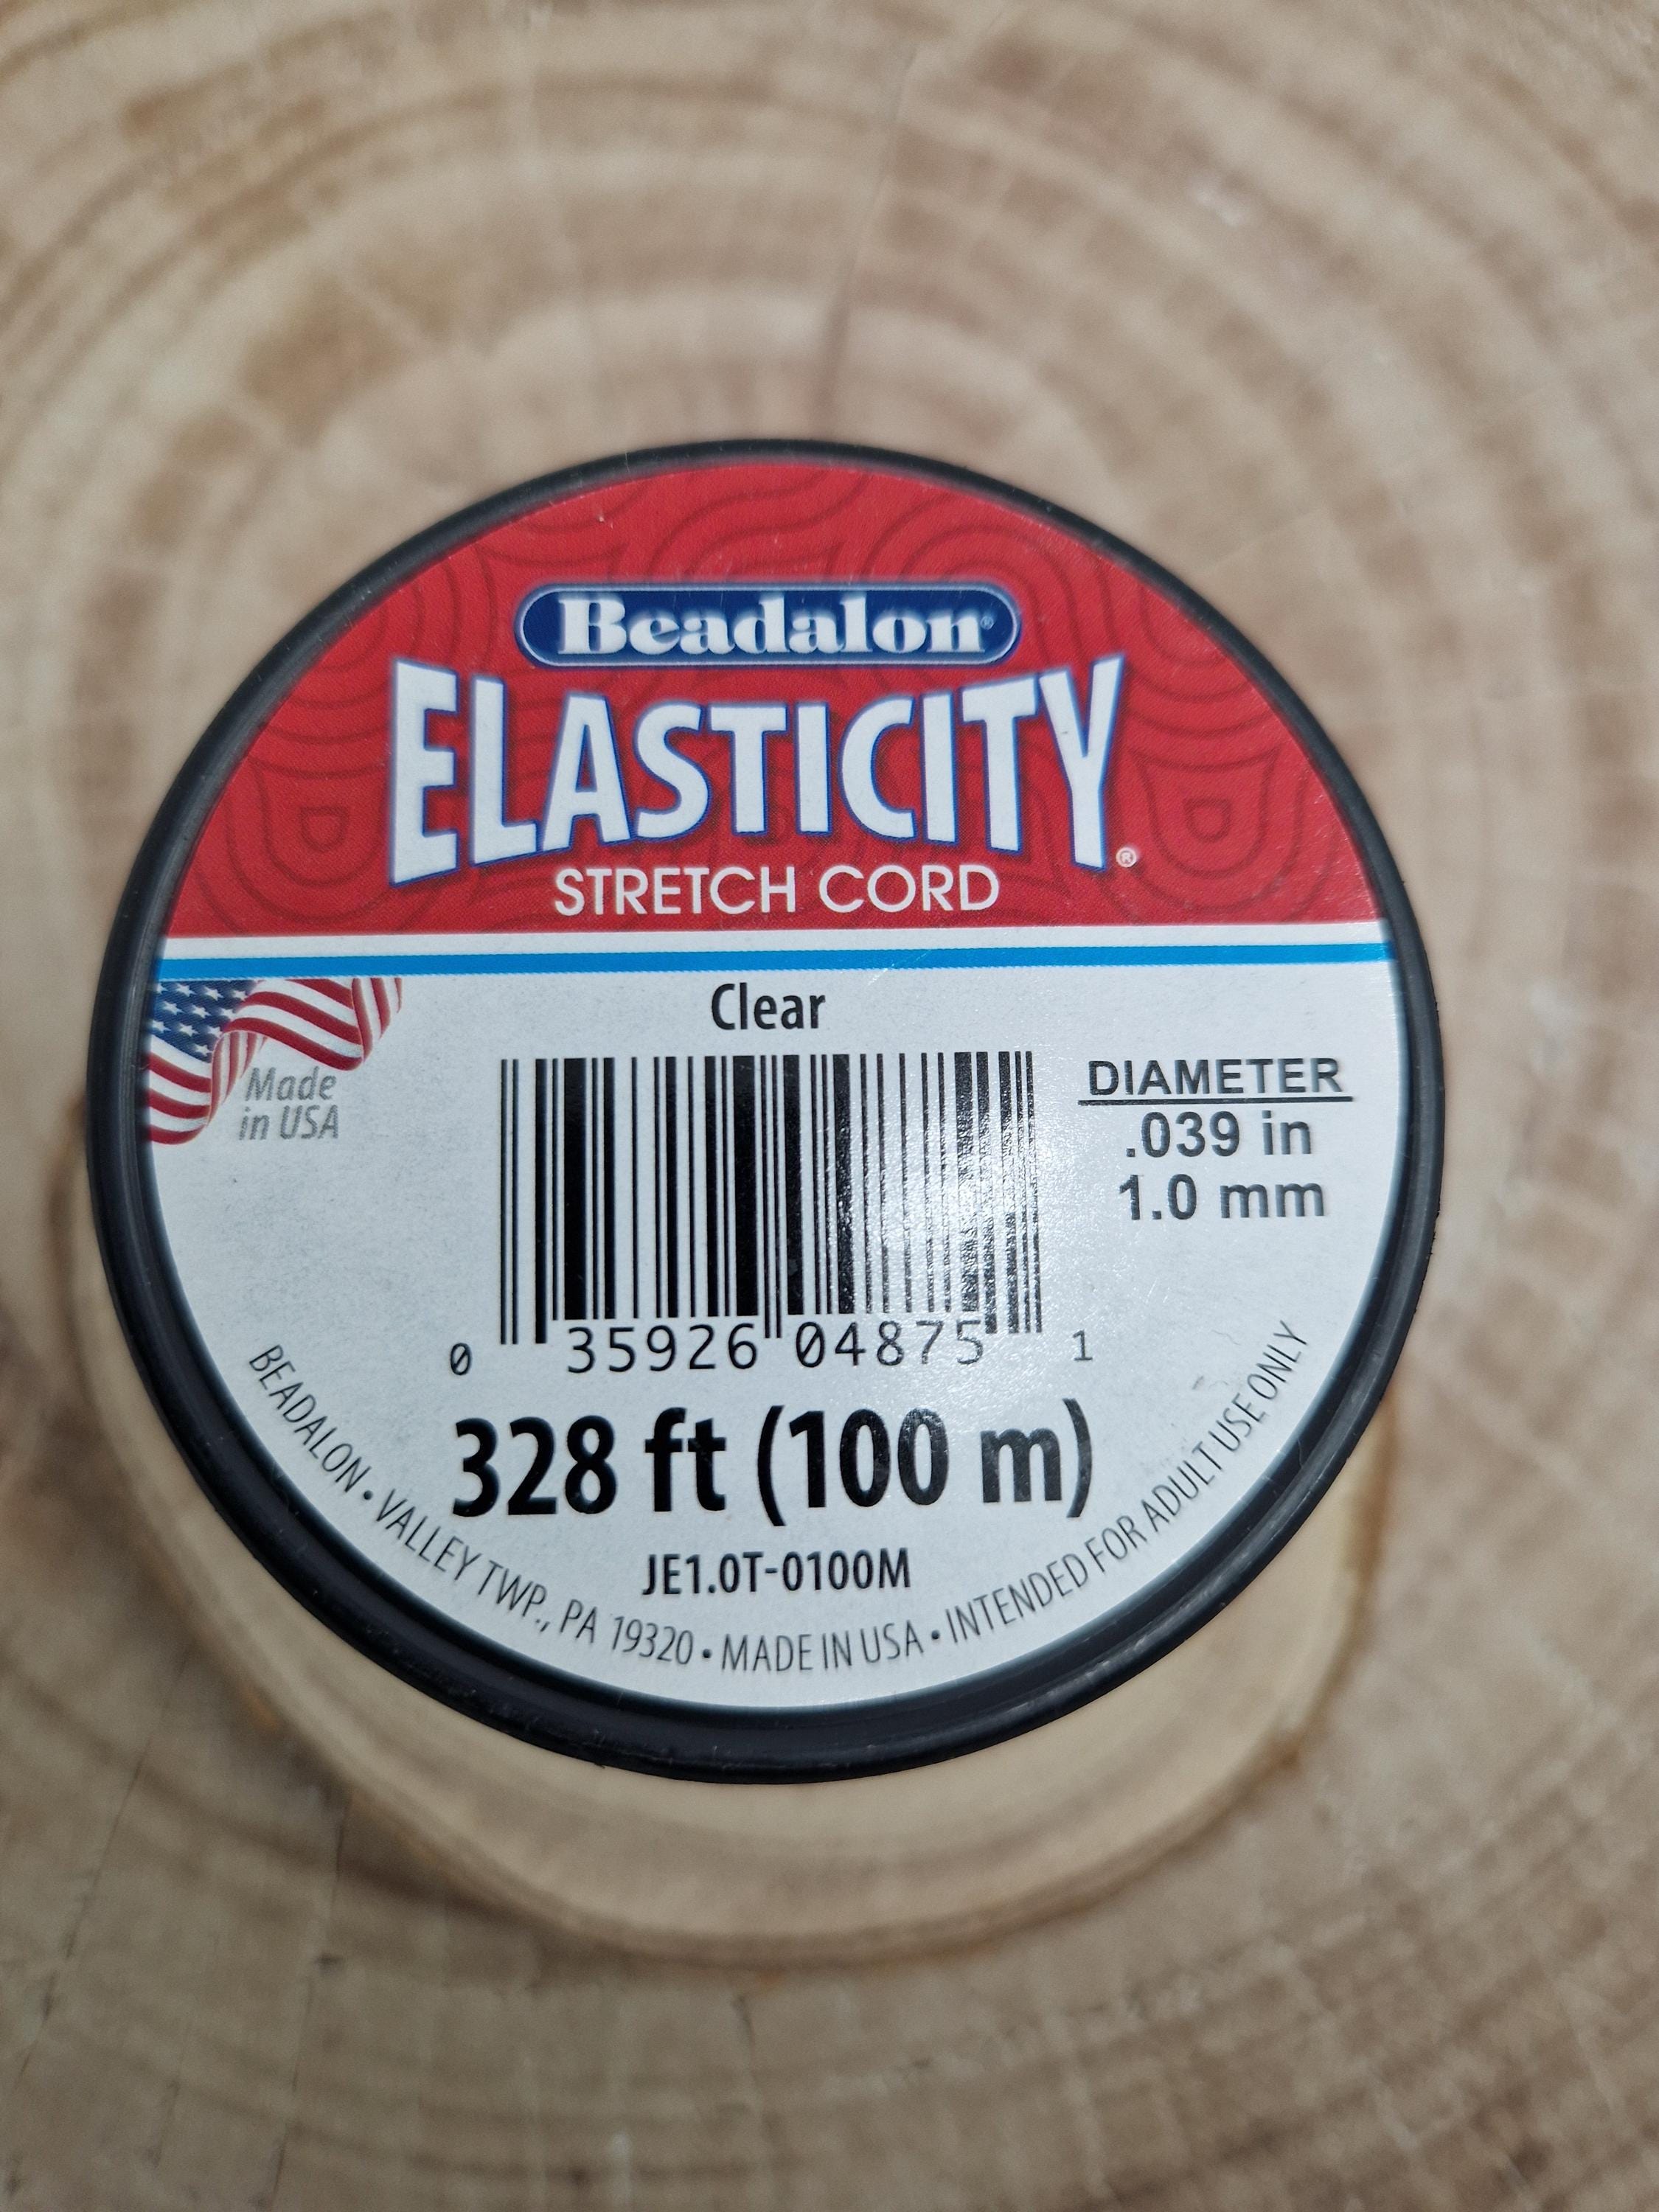 Beadalon®
ELASTICITY®
STRETCH CORD
Clear
Made
in USA
DIAMETER
.039 in
1.0 mm
0 35926 04875 1
328 ft (100 m)
JE1.0T-0100M
BEADALON • VALLEY TWP., PA 19320 • MADE IN USA • INTENDED FOR ADULT USE ONLY